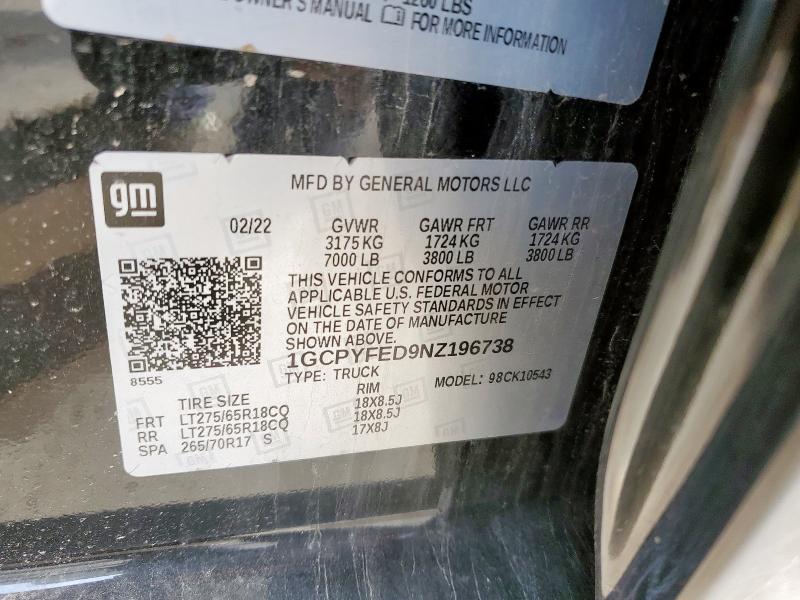 1200 LBS
OWNER'S MANUAL FOR MORE INFORMATION
gm
MFD BY GENERAL MOTORS LLC
02/22 GVWR GAWR FRT GAWR RR
3175 KG 1724 KG 1724 KG
7000 LB 3800 LB 3800 LB
THIS VEHICLE CONFORMS TO ALL
APPLICABLE U.S. FEDERAL MOTOR
VEHICLE SAFETY STANDARDS IN EFFECT
ON THE DATE OF MANUFACTURE
SHOWN ABOVE.
1GCPYFED9NZ196738
8555 TYPE: TRUCK MODEL: 98CK10543
TIRE SIZE RIM
FRT LT275/65R18CQ 18X8.5J
RR LT275/65R18CQ 18X8.5J
SPA 265/70R17 S 17X8J